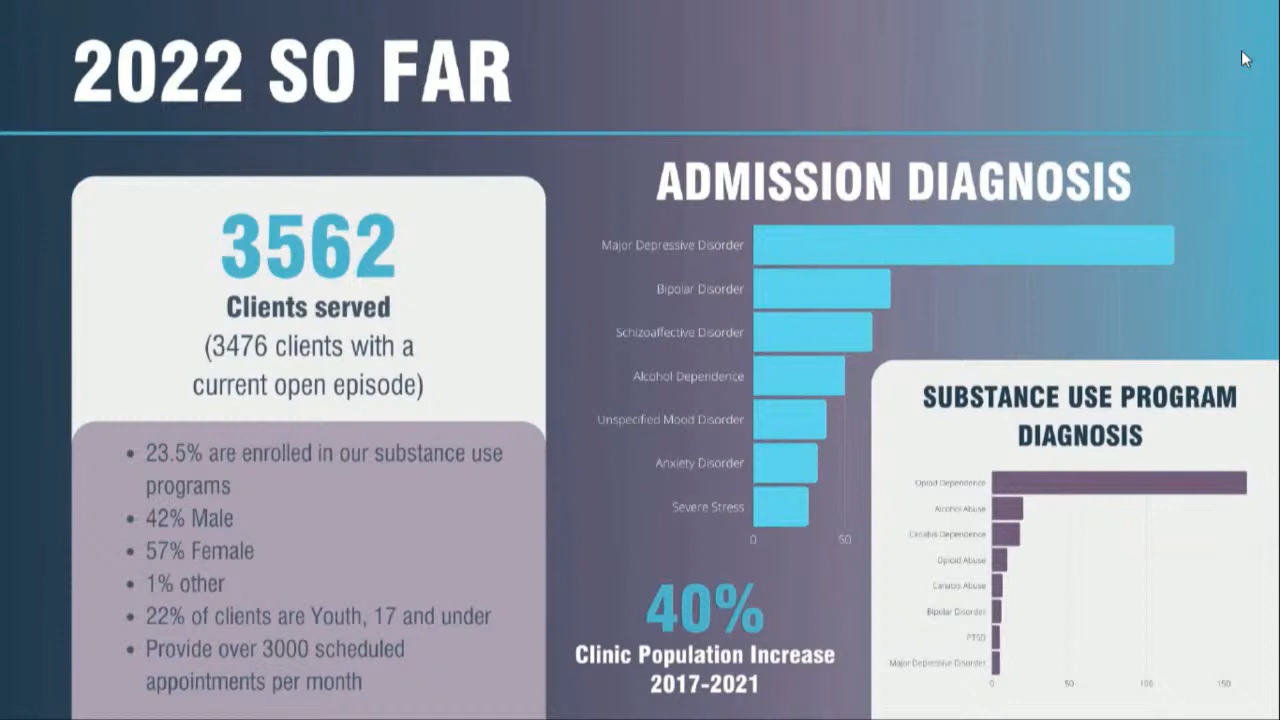 2022 SO FAR
3562
Clients served
(3476 clients with a
current open episode)
• 23.5% are enrolled in our substance use
programs
• 42% Male
• 57% Female
• 1% other
• 22% of clients are Youth, 17 and under
• Provide over 3000 scheduled
appointments per month
ADMISSION DIAGNOSIS
Major Depressive Disorder
Bipolar Disorder
Schizoaffective Disorder
Alcohol Dependence
Unspecified Mood Disorder
Anxiety Disorder
Severe Stress
0 50
40%
Clinic Population Increase
2017-2021
SUBSTANCE USE PROGRAM
DIAGNOSIS
Opiod Dependence
Alcohol Abuse
Canabis Dependence
Opioid Abuse
Canabis Abuse
Bipolar Disorder
PTSD
Major Depressive Disorder
0 50 100 150